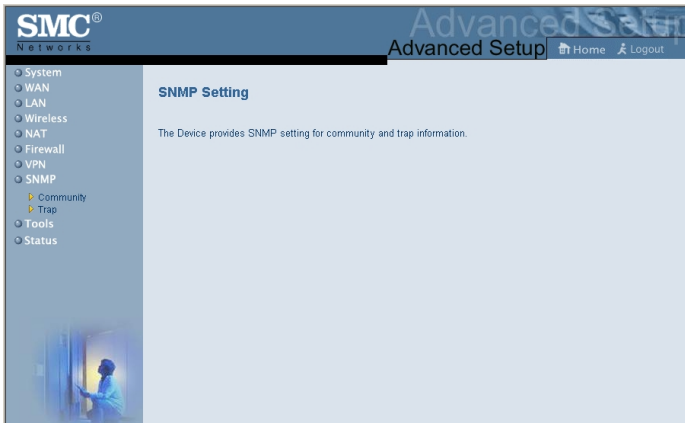 SMC®
Networks
Advanced Setup
Advanced Setup
Home
Logout
System
WAN
LAN
Wireless
NAT
Firewall
VPN
SNMP
Community
Trap
Tools
Status
SNMP Setting
The Device provides SNMP setting for community and trap information.